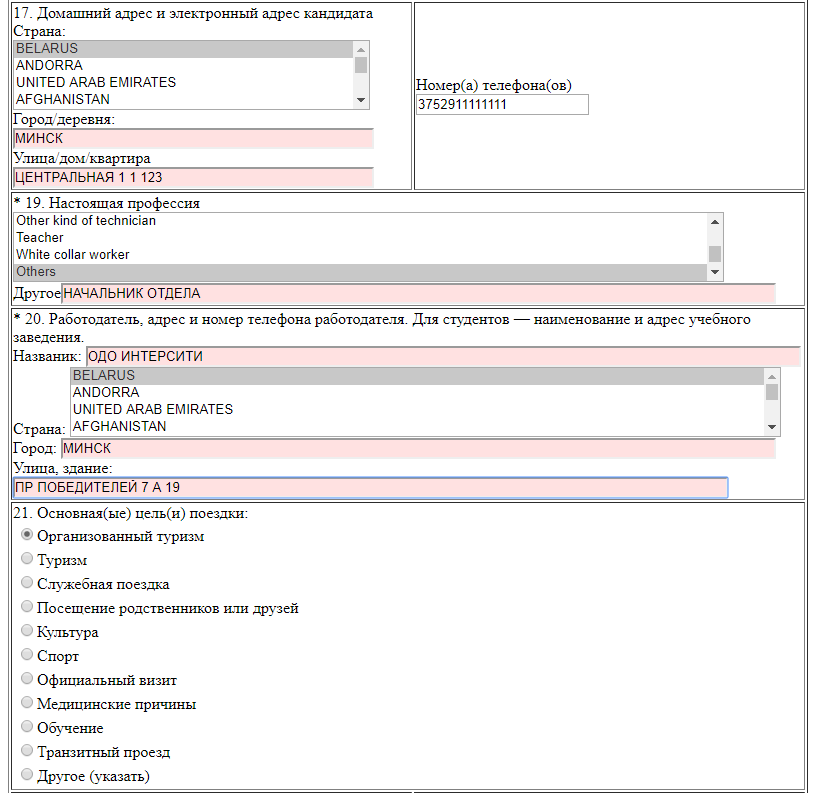 17. Домашний адрес и электронный адрес кандидата
Страна:
BELARUS
ANDORRA
UNITED ARAB EMIRATES
AFGHANISTAN
Город/деревня:
МИНСК
Улица/дом/квартира
ЦЕНТРАЛЬНАЯ 1 1 123
Номер(а) телефона(ов)
3752911111111
* 19. Настоящая профессия
Other kind of technician
Teacher
White collar worker
Others
Другое НАЧАЛЬНИК ОТДЕЛА
* 20. Работодатель, адрес и номер телефона работодателя. Для студентов — наименование и адрес учебного
заведения.
Названик: ОДО ИНТЕРСИТИ
BELARUS
ANDORRA
UNITED ARAB EMIRATES
AFGHANISTAN
Страна:
Город: МИНСК
Улица, здание:
ПР ПОБЕДИТЕЛЕЙ 7 А 19
21. Основная(ые) цель(и) поездки:
Организованный туризм
Туризм
Служебная поездка
Посещение родственников или друзей
Культура
Спорт
Официальный визит
Медицинские причины
Обучение
Транзитный проезд
Другое (указать)